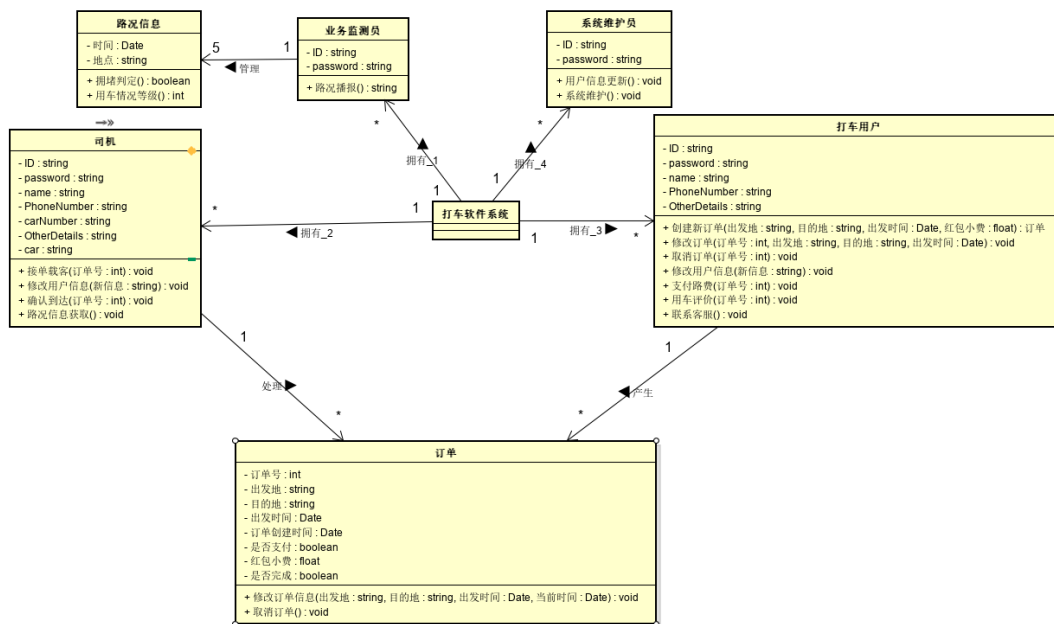 路况信息
- 时间 : Date
- 地点 : string
+ 拥堵判定() : boolean
+ 用车情况等级() : int
5
1
管理
业务监测员
- ID : string
- password : string
+ 路况播报() : string
系统维护员
- ID : string
- password : string
+ 用户信息更新() : void
+ 系统维护() : void
*
拥有_1
1
*
拥有_4
1
司机
- ID : string
- password : string
- name : string
- PhoneNumber : string
- carNumber : string
- OtherDetails : string
- car : string
+ 接单载客(订单号 : int) : void
+ 修改用户信息(新信息 : string) : void
+ 确认到达(订单号 : int) : void
+ 路况信息获取() : void
*
拥有_2
1
打车软件系统
1
拥有_3
*
打车用户
- ID : string
- password : string
- name : string
- PhoneNumber : string
- OtherDetails : string
+ 创建新订单(出发地 : string, 目的地 : string, 出发时间 : Date, 红包小费 : float) : 订单
+ 修改订单(订单号 : int, 出发地 : string, 目的地 : string, 出发时间 : Date) : void
+ 取消订单(订单号 : int) : void
+ 修改用户信息(新信息 : string) : void
+ 支付路费(订单号 : int) : void
+ 用车评价(订单号 : int) : void
+ 联系客服() : void
1
处理
*
1
产生
*
订单
- 订单号 : int
- 出发地 : string
- 目的地 : string
- 出发时间 : Date
- 订单创建时间 : Date
- 是否支付 : boolean
- 红包小费 : float
- 是否完成 : boolean
+ 修改订单信息(出发地 : string, 目的地 : string, 出发时间 : Date, 当前时间 : Date) : void
+ 取消订单() : void